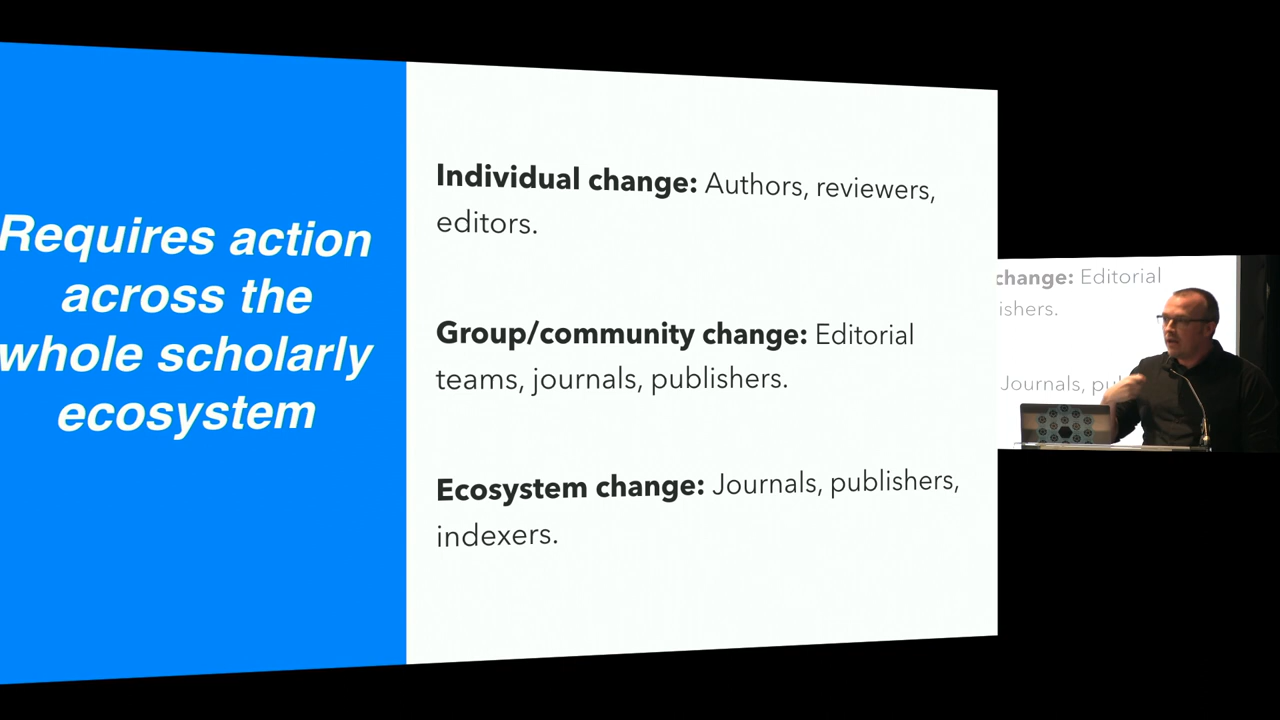 Requires action
across the
whole scholarly
ecosystem
Individual change: Authors, reviewers,
editors.
Group/community change: Editorial
teams, journals, publishers.
Ecosystem change: Journals, publishers,
indexers.
change: Editorial
ishers.
Journals, pu